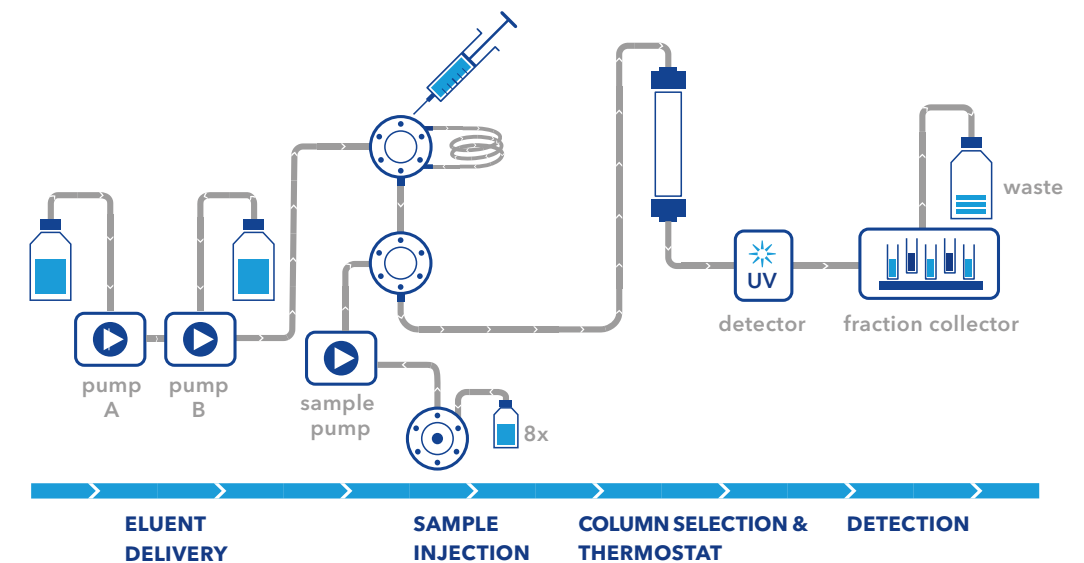 waste
UV
detector
fraction collector
pump
A
pump
B
sample
pump
8x
ELUENT
DELIVERY
SAMPLE
INJECTION
COLUMN SELECTION &
THERMOSTAT
DETECTION